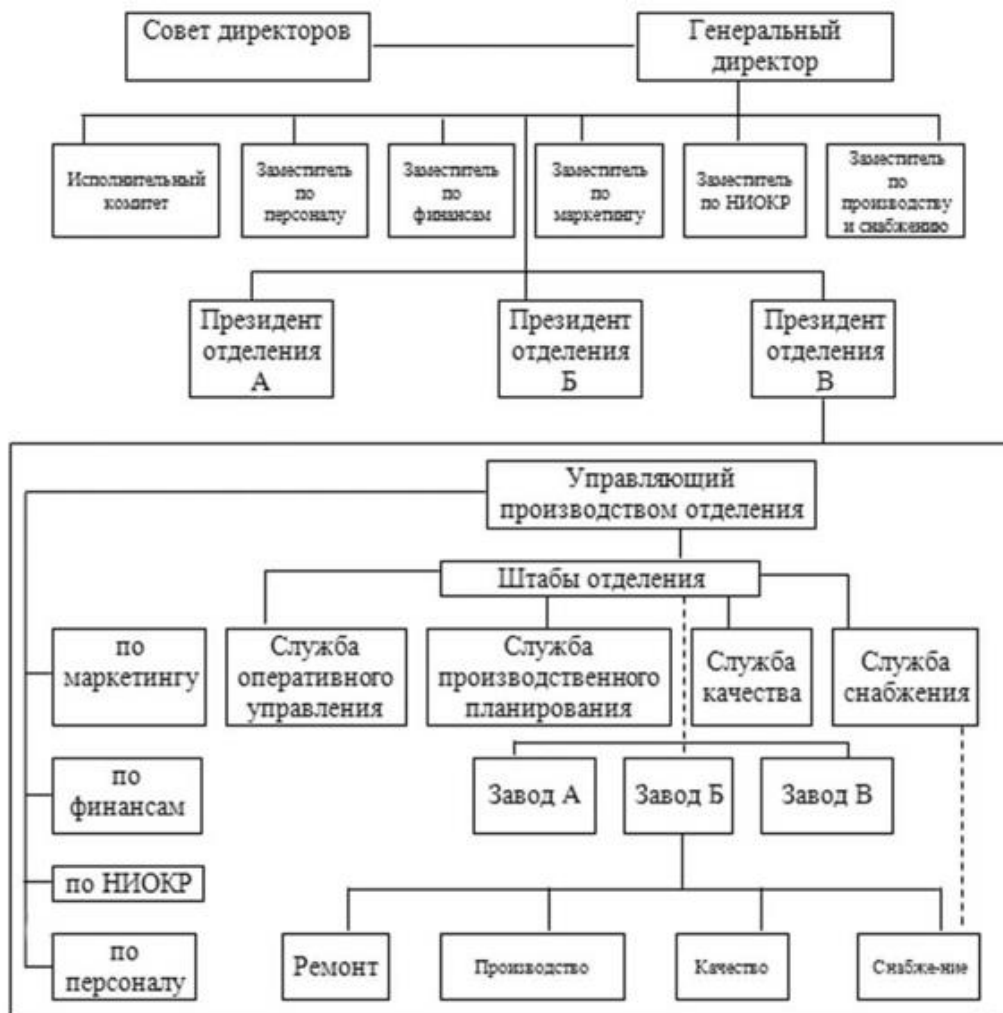 Совет директоров
Генеральный
директор
Исполнительный
комитет
Заместитель
по
персоналу
Заместитель
по
финансам
Заместитель
по
маркетингу
Заместитель
по НИОКР
Заместитель
по
производству
и снабжению
Президент
отделения
А
Президент
отделения
Б
Президент
отделения
В
Управляющий
производством отделения
Штабы отделения
по
маркетингу
Служба
оперативного
управления
Служба
производственного
планирования
Служба
качества
Служба
снабжения
по
финансам
Завод А
Завод Б
Завод В
по НИОКР
по
персоналу
Ремонт
Производство
Качество
Снабже-ние